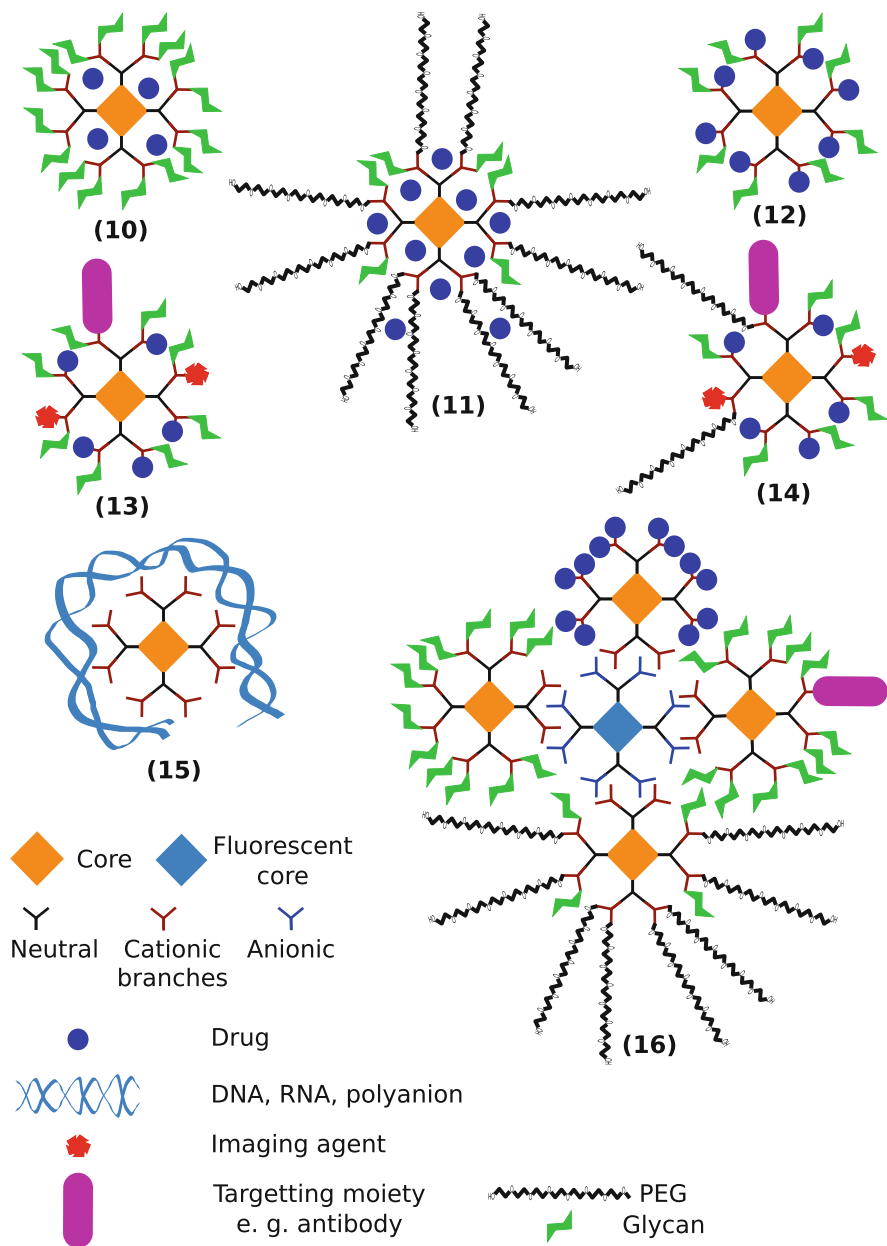 (10)
(11)
(12)
(13)
(14)
(15)
(16)
Core
Fluorescent
core
Neutral
Cationic
branches
Anionic
Drug
DNA, RNA, polyanion
Imaging agent
Targetting moiety
e. g. antibody
PEG
Glycan